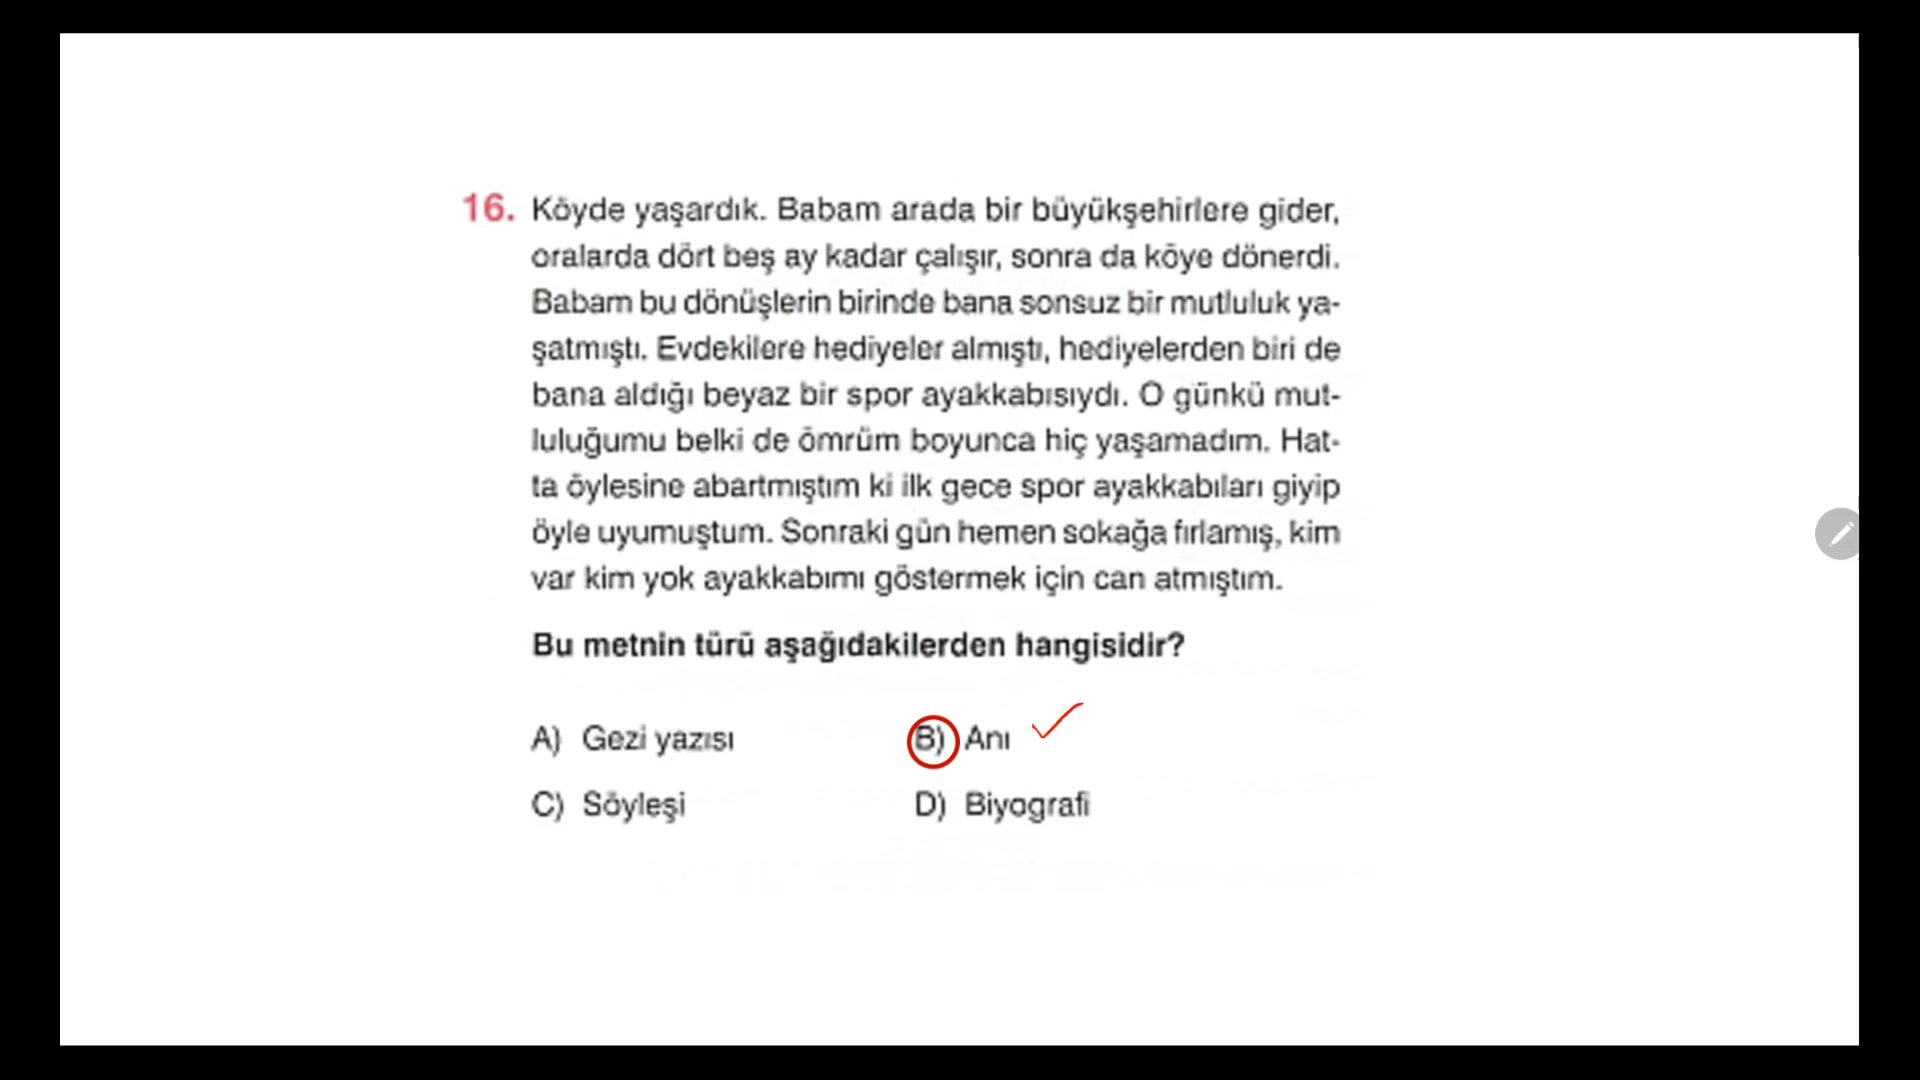 16. Köyde yaşardık. Babam arada bir büyükşehirlere gider,
oralarda dört beş ay kadar çalışır, sonra da köye dönerdi.
Babam bu dönüşlerin birinde bana sonsuz bir mutluluk ya-
şatmıştı. Evdekilere hediyeler almıştı, hediyelerden biri de
bana aldığı beyaz bir spor ayakkabısıydı. O günkü mut-
luluğumu belki de ömrüm boyunca hiç yaşamadım. Hat-
ta öylesine abartmıştım ki ilk gece spor ayakkabıları giyip
öyle uyumuştum. Sonraki gün hemen sokağa fırlamış, kim
var kim yok ayakkabımı göstermek için can atmıştım.
Bu metnin türü aşağıdakilerden hangisidir?
A) Gezi yazısı
B) Anı
C) Söyleşi
D) Biyografi